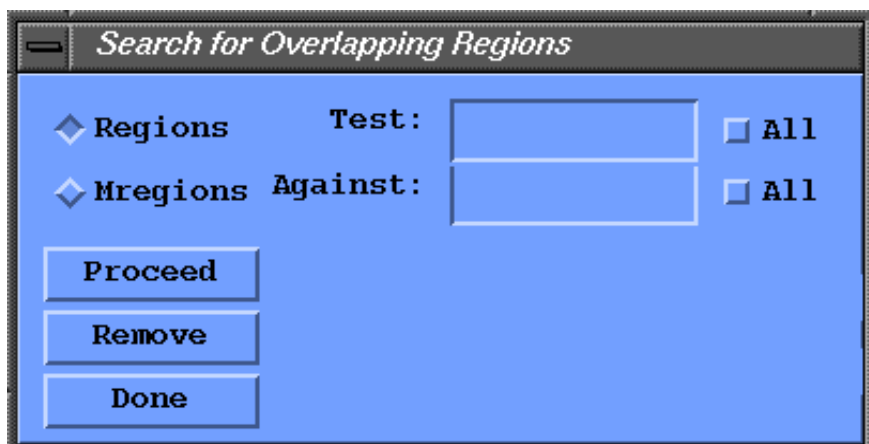 Search for Overlapping Regions
Regions Test: All
Mregions Against: All
Proceed
Remove
Done